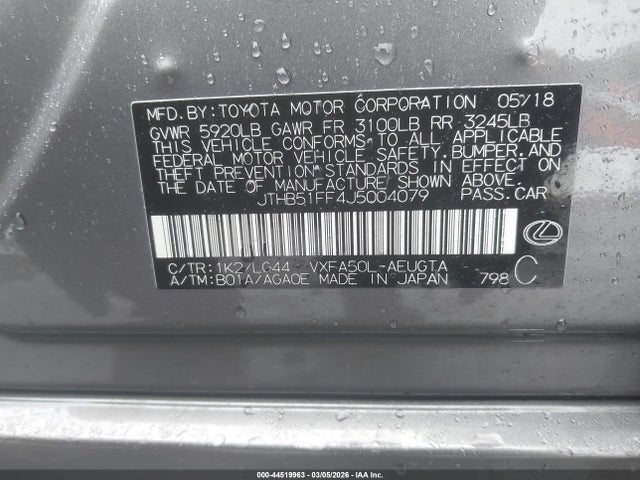 MFD. BY: TOYOTA MOTOR CORPORATION 05/18
GVWR 5920LB GAWR FR 3100LB RR 3245LB
THIS VEHICLE CONFORMS TO ALL APPLICABLE
FEDERAL MOTOR VEHICLE SAFETY, BUMPER, AND
THEFT PREVENTION STANDARDS IN EFFECT ON
THE DATE OF MANUFACTURE SHOWN ABOVE.
JTHB51FF4J5004079 PASS.CAR
C/TR: 1K2/LG44 VXFA50L-AEUGTA
A/TM: B01A/AGA0E MADE IN JAPAN 798 C
000-44519963 - 03/05/2026 - IAA Inc.